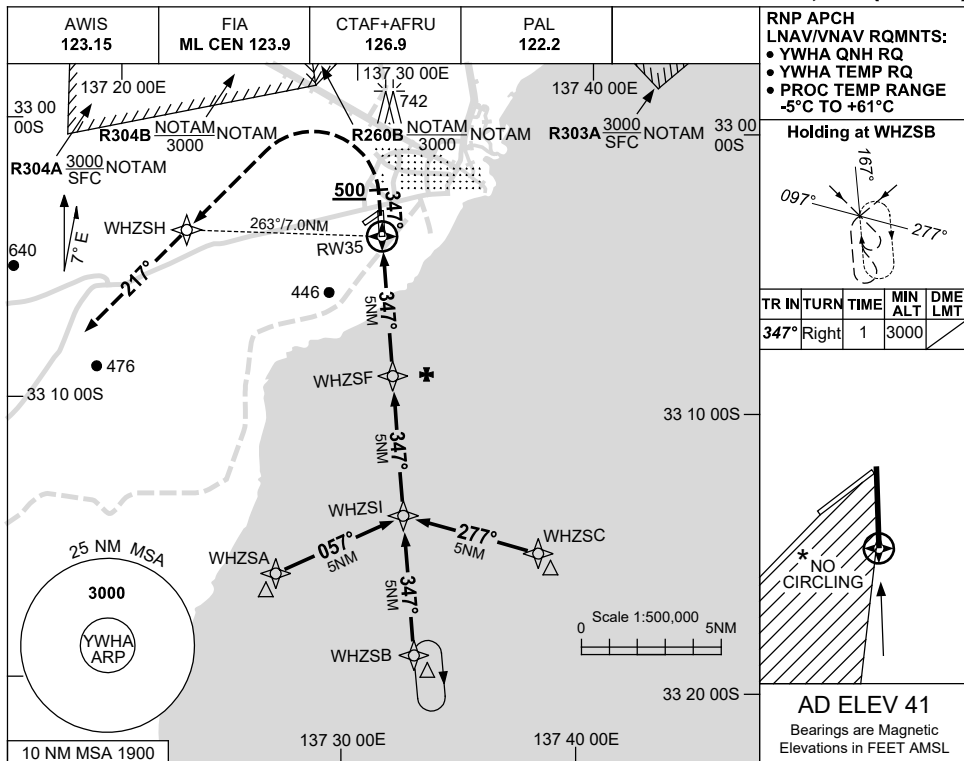 AWIS
123.15
FIA
ML CEN 123.9
CTAF+AFRU
126.9
PAL
122.2
RNP APCH
LNAV/VNAV RQMNTS:
• YWHA QNH RQ
• YWHA TEMP RQ
• PROC TEMP RANGE
-5°C TO +61°C
137 20 00E
137 30 00E
137 40 00E
33 00
00S
33 00
00S
742
R304B NOTAM NOTAM
3000
R260B NOTAM NOTAM
3000
R303A 3000 NOTAM
SFC
R304A 3000 NOTAM
SFC
Holding at WHZSB
167°
097°
277°
TR IN TURN TIME MIN ALT DME LMT
347° Right 1 3000
500
347°
WHZSH
263°/7.0NM
RW35
7° E
640
217°
446
347°
5NM
476
WHZSF
33 10 00S
33 10 00S
347°
5NM
WHZSI
WHZSA
057°
5NM
277°
5NM
WHZSC
347°
5NM
WHZSB
25 NM MSA
3000
YWHA
ARP
Scale 1:500,000
0 5NM
* NO
CIRCLING
33 20 00S
137 30 00E
137 40 00E
10 NM MSA 1900
AD ELEV 41
Bearings are Magnetic
Elevations in FEET AMSL